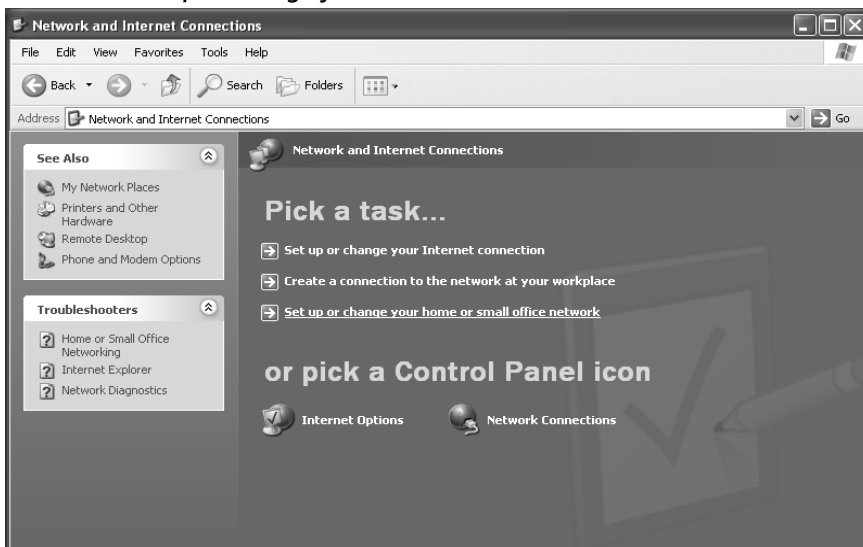 Network and Internet Connections
File Edit View Favorites Tools Help
Back Search Folders
Address Network and Internet Connections Go
See Also
My Network Places
Printers and Other
Hardware
Remote Desktop
Phone and Modem Options
Troubleshooters
Home or Small Office
Networking
Internet Explorer
Network Diagnostics
Network and Internet Connections
Pick a task...
Set up or change your Internet connection
Create a connection to the network at your workplace
Set up or change your home or small office network
or pick a Control Panel icon
Internet Options
Network Connections